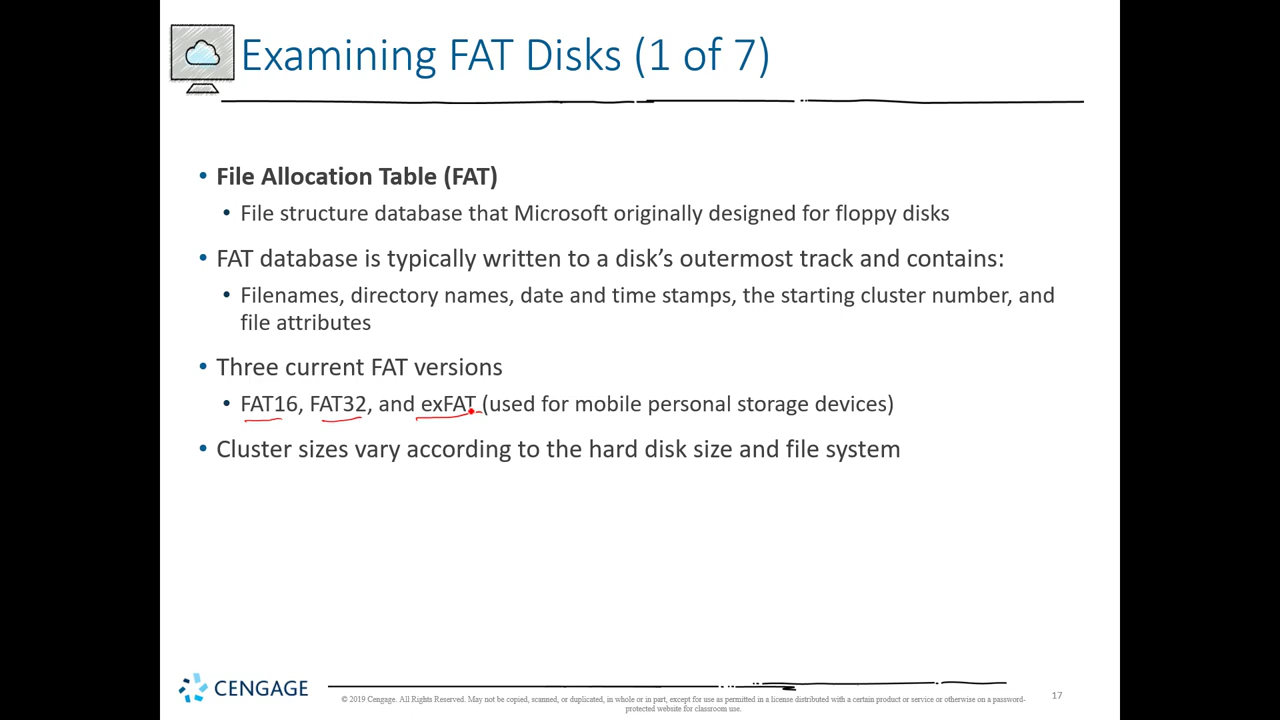 Examining FAT Disks (1 of 7)
• File Allocation Table (FAT)
• File structure database that Microsoft originally designed for floppy disks
• FAT database is typically written to a disk's outermost track and contains:
• Filenames, directory names, date and time stamps, the starting cluster number, and
file attributes
• Three current FAT versions
• FAT16, FAT32, and exFAT (used for mobile personal storage devices)
• Cluster sizes vary according to the hard disk size and file system
CENGAGE
© 2019 Cengage. All Rights Reserved. May not be copied, scanned, or duplicated, in whole or in part, except for use as permitted in a license distributed with a certain product or service or otherwise on a password-
protected website for classroom use.
17